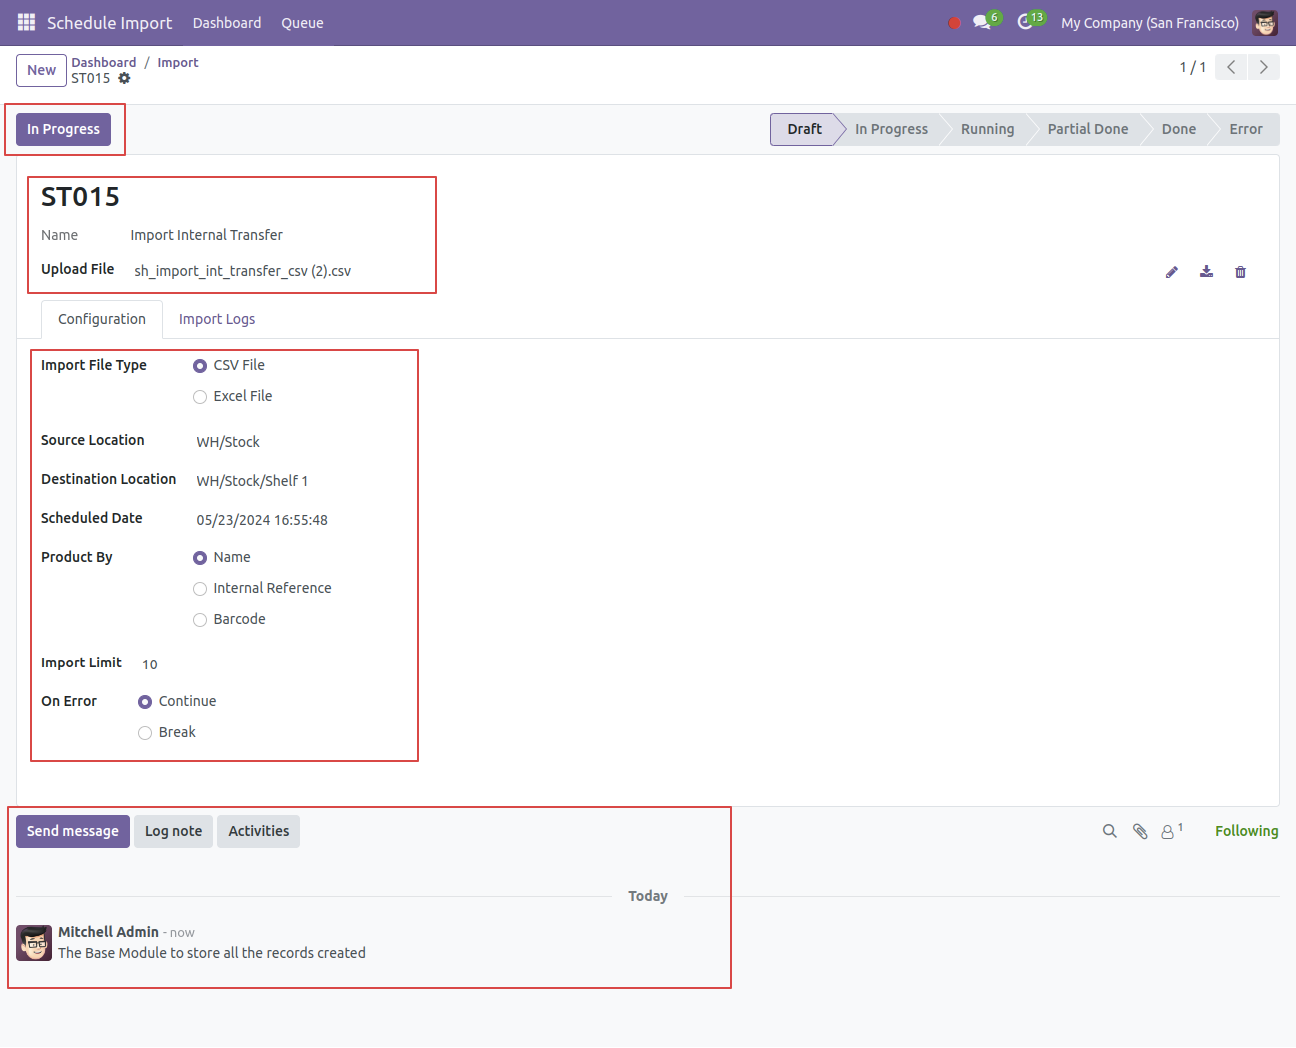 Schedule Import Dashboard Queue 6 13 My Company (San Francisco)
New Dashboard / Import
ST015
1 / 1
In Progress
Draft In Progress Running Partial Done Done Error
ST015
Name Import Internal Transfer
Upload File sh_import_int_transfer_csv (2).csv
Configuration Import Logs
Import File Type CSV File
Excel File
Source Location WH/Stock
Destination Location WH/Stock/Shelf 1
Scheduled Date 05/23/2024 16:55:48
Product By Name
Internal Reference
Barcode
Import Limit 10
On Error Continue
Break
Send message Log note Activities 1 Following
Today
Mitchell Admin - now
The Base Module to store all the records created